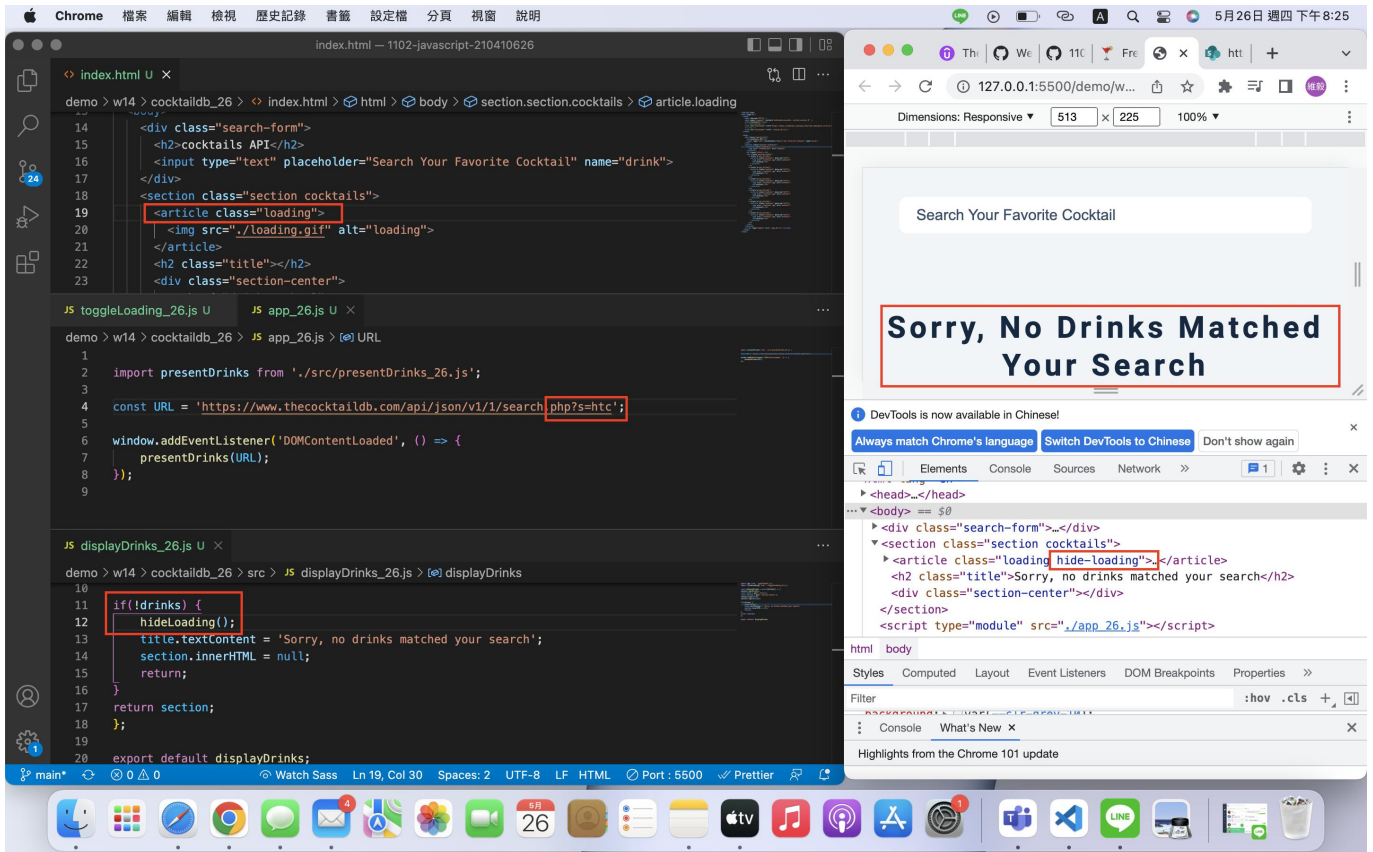 Chrome 檔案 編輯 檢視 歷史記錄 書籤 設定檔 分頁 視窗 說明 LINE A 5月26日 週四 下午8:25
index.html — 1102-javascript-210410626
index.html U
demo > w14 > cocktaildb_26 > index.html > html > body > section.section.cocktails > article.loading
14 <div class="search-form">
15 <h2>cocktails API</h2>
16 <input type="text" placeholder="Search Your Favorite Cocktail" name="drink">
17 </div>
18 <section class="section cocktails">
19 <article class="loading">
20 <img src="./loading.gif" alt="loading">
21 </article>
22 <h2 class="title"></h2>
23 <div class="section-center">
24
JS toggleLoading_26.js U JS app_26.js U
demo > w14 > cocktaildb_26 > JS app_26.js > URL
1
2 import presentDrinks from './src/presentDrinks_26.js';
3
4 const URL = 'https://www.thecocktaildb.com/api/json/v1/1/search.php?s=htc';
5
6 window.addEventListener('DOMContentLoaded', () => {
7 presentDrinks(URL);
8 });
9
JS displayDrinks_26.js U
demo > w14 > cocktaildb_26 > src > JS displayDrinks_26.js > displayDrinks
10
11 if(!drinks) {
12 hideLoading();
13 title.textContent = 'Sorry, no drinks matched your search';
14 section.innerHTML = null;
15 return;
16 }
17 return section;
18 };
19
20 export default displayDrinks;
1
main* 0 0 Watch Sass Ln 19, Col 30 Spaces: 2 UTF-8 LF HTML Port : 5500 Prettier
The We 110 Fre htt
127.0.0.1:5500/demo/w... 維毅
Dimensions: Responsive 513 × 225 100%
Search Your Favorite Cocktail
Sorry, No Drinks Matched
Your Search
DevTools is now available in Chinese!
Always match Chrome's language Switch DevTools to Chinese Don't show again
Elements Console Sources Network 1
<head>…</head>
<body> == $0
<div class="search-form">…</div>
<section class="section cocktails">
<article class="loading hide-loading">…</article>
<h2 class="title">Sorry, no drinks matched your search</h2>
<div class="section-center"></div>
</section>
<script type="module" src="./app_26.js"></script>
html body
Styles Computed Layout Event Listeners DOM Breakpoints Properties
Filter :hov .cls
Console What's New
Highlights from the Chrome 101 update
4 5月 26 tv 1 LINE